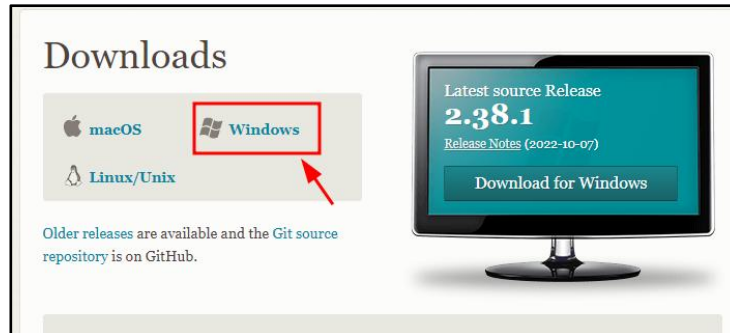 Downloads
macOS
Windows
Linux/Unix
Older releases are available and the Git source
repository is on GitHub.
Latest source Release
2.38.1
Release Notes (2022-10-07)
Download for Windows